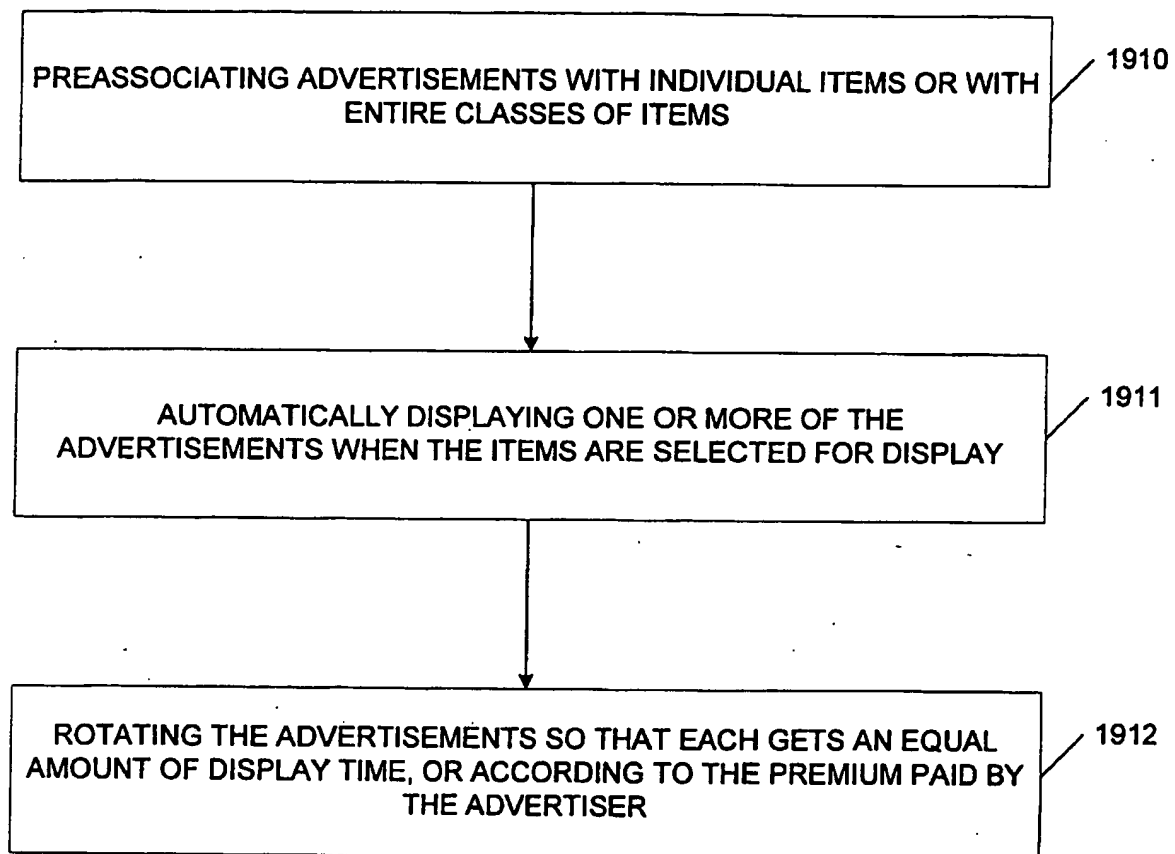 PREASSOCIATING ADVERTISEMENTS WITH INDIVIDUAL ITEMS OR WITH
ENTIRE CLASSES OF ITEMS
1910
AUTOMATICALLY DISPLAYING ONE OR MORE OF THE
ADVERTISEMENTS WHEN THE ITEMS ARE SELECTED FOR DISPLAY
1911
ROTATING THE ADVERTISEMENTS SO THAT EACH GETS AN EQUAL
AMOUNT OF DISPLAY TIME, OR ACCORDING TO THE PREMIUM PAID BY
THE ADVERTISER
1912